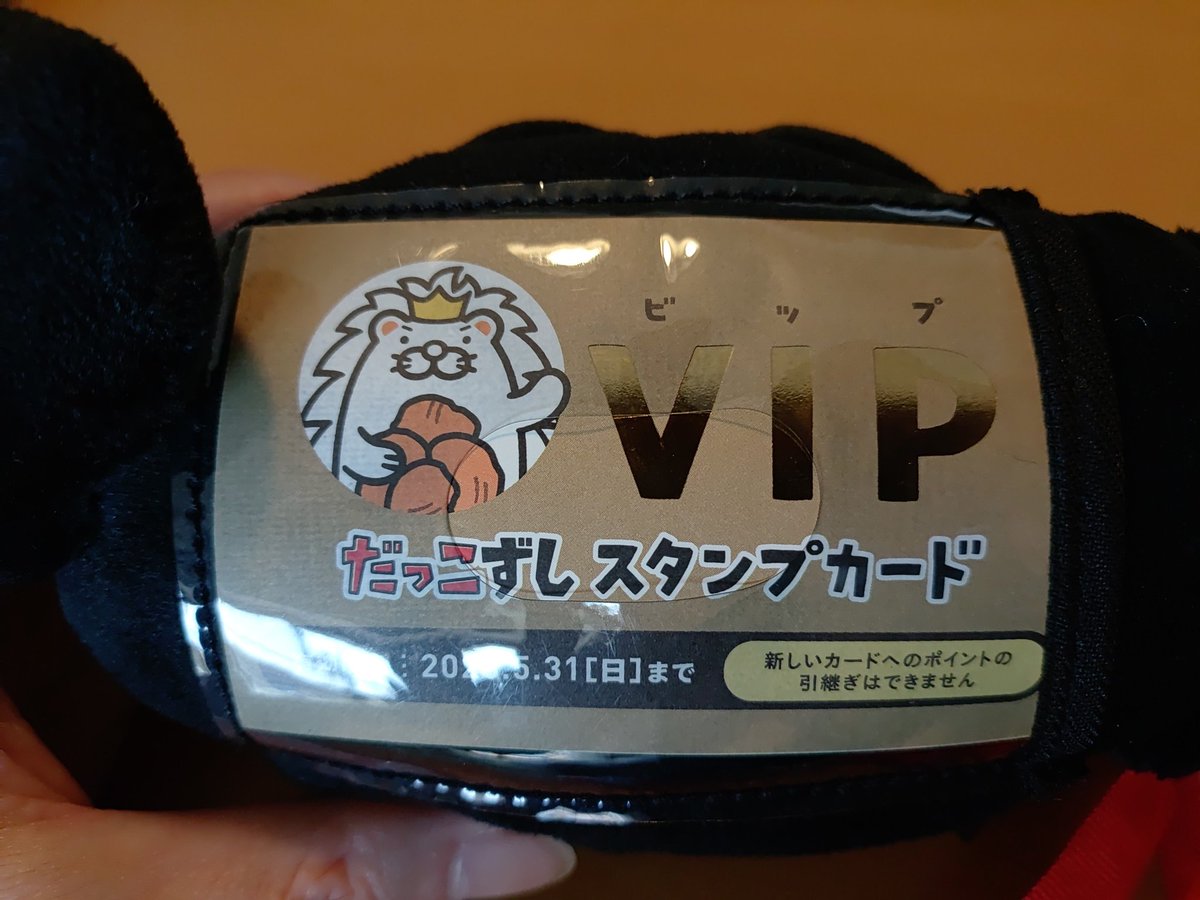 ビップ
VIP
だっこずし スタンプカード
5.31[日]まで
新しいカードへのポイントの
引継ぎはできません